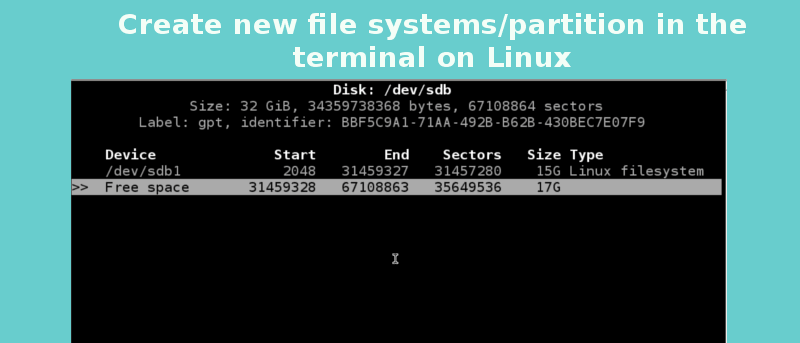 Create new file systems/partition in the
terminal on Linux
Disk: /dev/sdb
Size: 32 GiB, 34359738368 bytes, 67108864 sectors
Label: gpt, identifier: BBF5C9A1-71AA-492B-B62B-430BEC7E07F9
Device Start End Sectors Size Type
/dev/sdb1 2048 31459327 31457280 15G Linux filesystem
>> Free space 31459328 67108863 35649536 17G